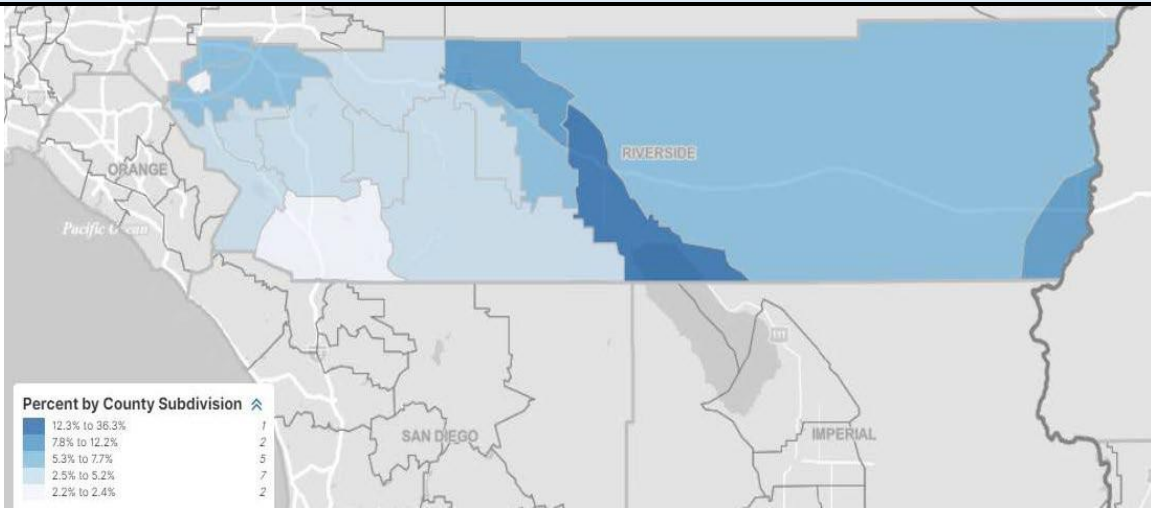 RIVERSIDE
ORANGE
Pacific Ocean
Percent by County Subdivision
12.3% to 36.3% 1
7.8% to 12.2% 2
5.3% to 7.7% 5
2.5% to 5.2% 7
2.2% to 2.4% 2
SAN DIEGO
IMPERIAL